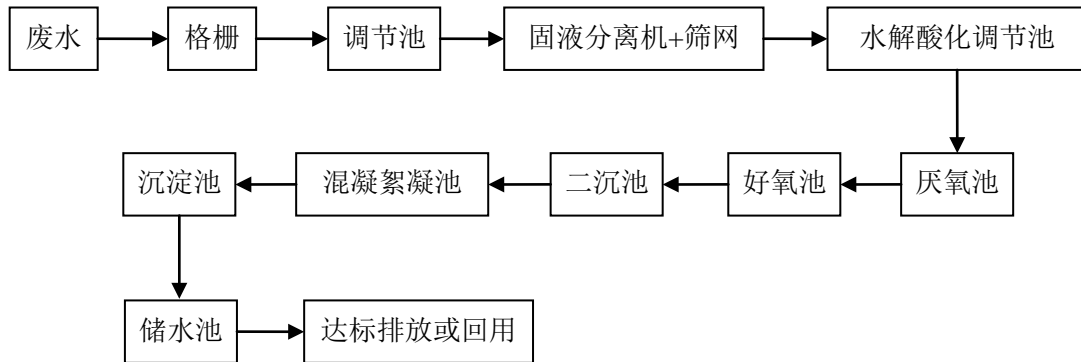 废水
格栅
调节池
固液分离机+筛网
水解酸化调节池
厌氧池
好氧池
二沉池
混凝絮凝池
沉淀池
储水池
达标排放或回用